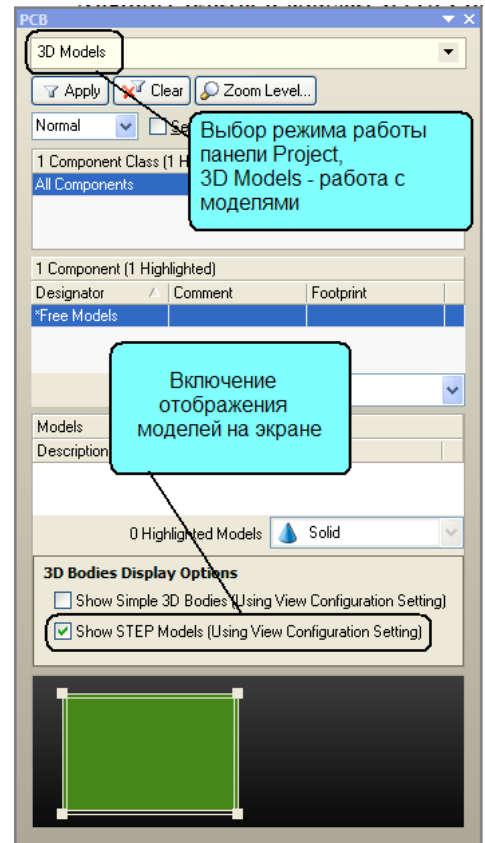 PCB
3D Models
Apply Clear Zoom Level...
Normal
Выбор режима работы
панели Project,
3D Models - работа с
моделями
1 Component Class (1 H
All Components
1 Component (1 Highlighted)
Designator Comment Footprint
*Free Models
Включение
отображения
моделей на экране
Models
Description
0 Highlighted Models Solid
3D Bodies Display Options
Show Simple 3D Bodies (Using View Configuration Setting)
Show STEP Models (Using View Configuration Setting)